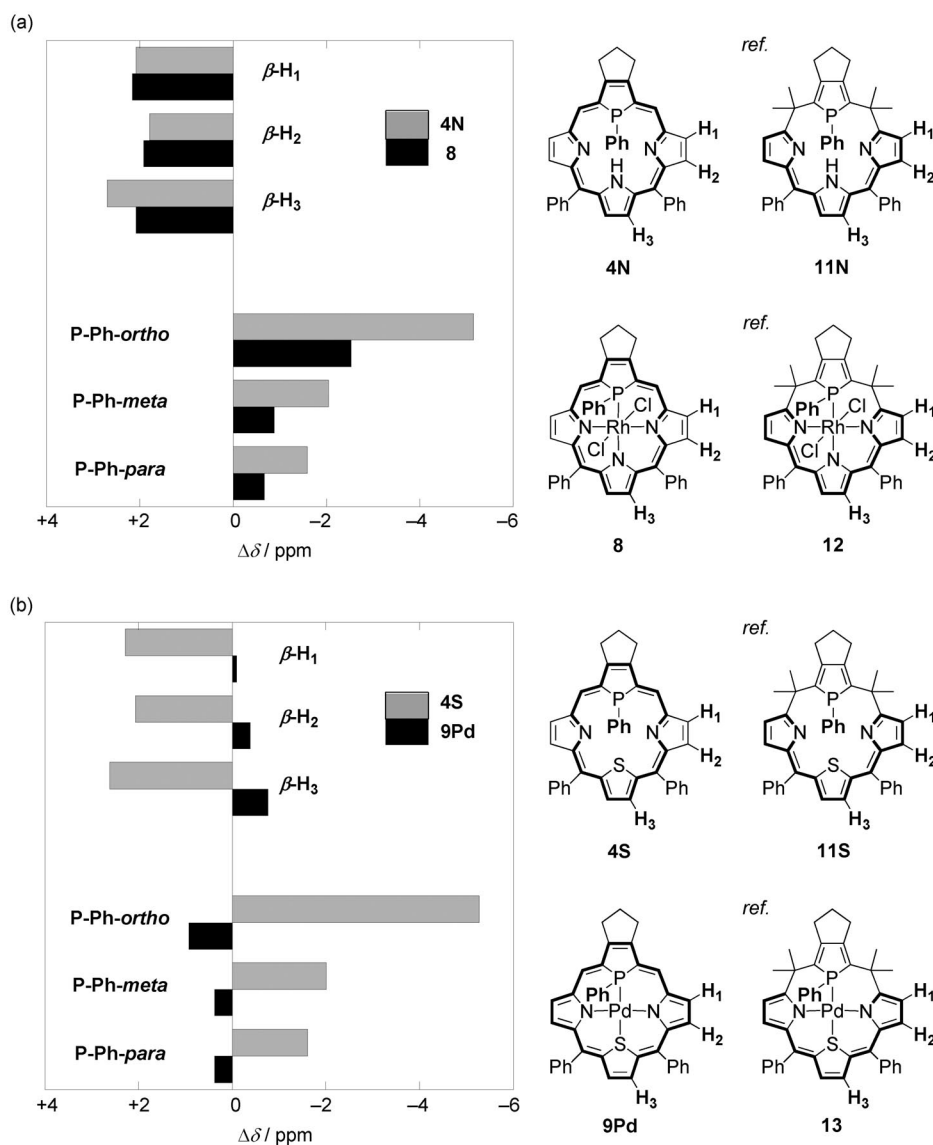 (a)
β-H1
β-H2
β-H3
4N
8
P-Ph-ortho
P-Ph-meta
P-Ph-para
+4 +2 0 –2 –4 –6
Δδ / ppm
P
Ph
N
H
N
N
H1
H2
Ph
Ph
H3
4N
ref.
P
Ph
N
H
N
N
H1
H2
Ph
Ph
H3
11N
P
Ph
Cl
N
Rh
N
Cl
N
H1
H2
Ph
Ph
H3
8
ref.
P
Ph
Cl
N
Rh
N
Cl
N
H1
H2
Ph
Ph
H3
12
(b)
β-H1
β-H2
β-H3
4S
9Pd
P-Ph-ortho
P-Ph-meta
P-Ph-para
+4 +2 0 –2 –4 –6
Δδ / ppm
P
Ph
N
N
S
H1
H2
Ph
Ph
H3
4S
ref.
P
Ph
N
N
S
H1
H2
Ph
Ph
H3
11S
P
Ph
N
Pd
N
S
H1
H2
Ph
Ph
H3
9Pd
ref.
P
Ph
N
Pd
N
S
H1
H2
Ph
Ph
H3
13